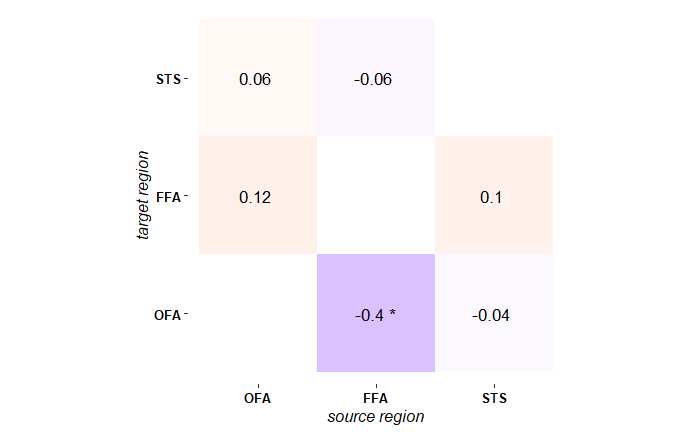 STS
0.06
-0.06
target region
FFA
0.12
0.1
OFA
-0.4 *
-0.04
OFA
FFA
STS
source region